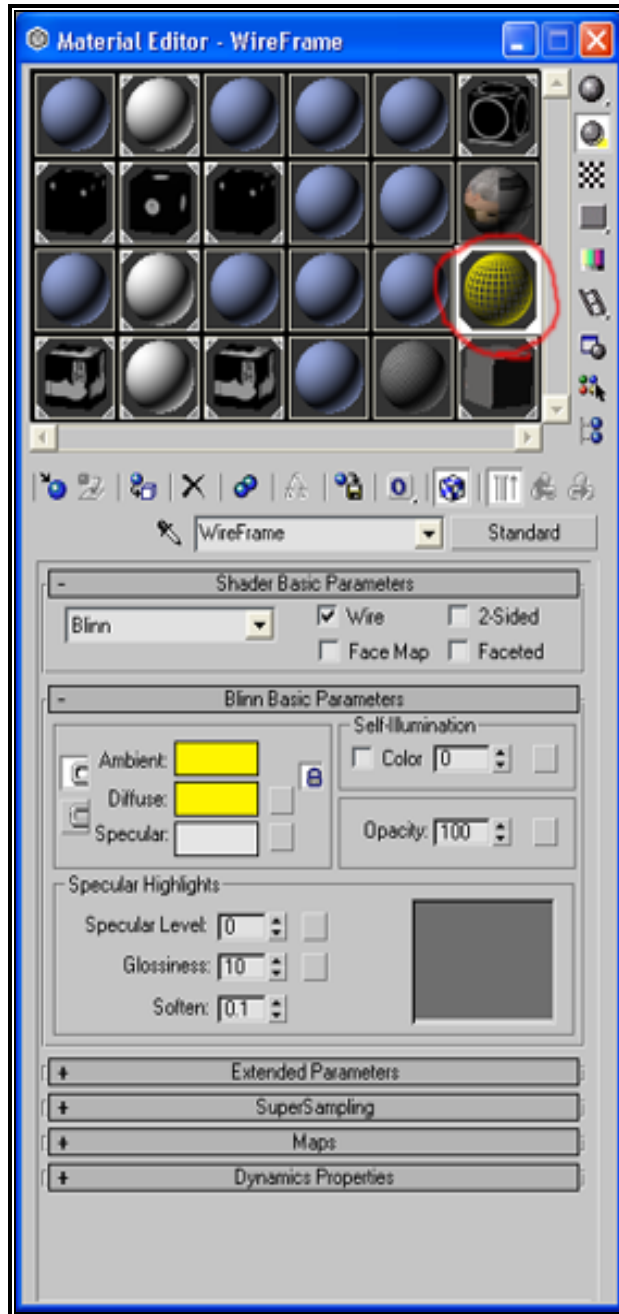 Material Editor - WireFrame
WireFrame Standard
- Shader Basic Parameters
Blinn Wire 2-Sided
Face Map Faceted
- Blinn Basic Parameters
Self-Illumination
Ambient: Color 0
Diffuse:
Specular: Opacity: 100
Specular Highlights
Specular Level: 0
Glossiness: 10
Soften: 0.1
+ Extended Parameters
+ SuperSampling
+ Maps
+ Dynamics Properties